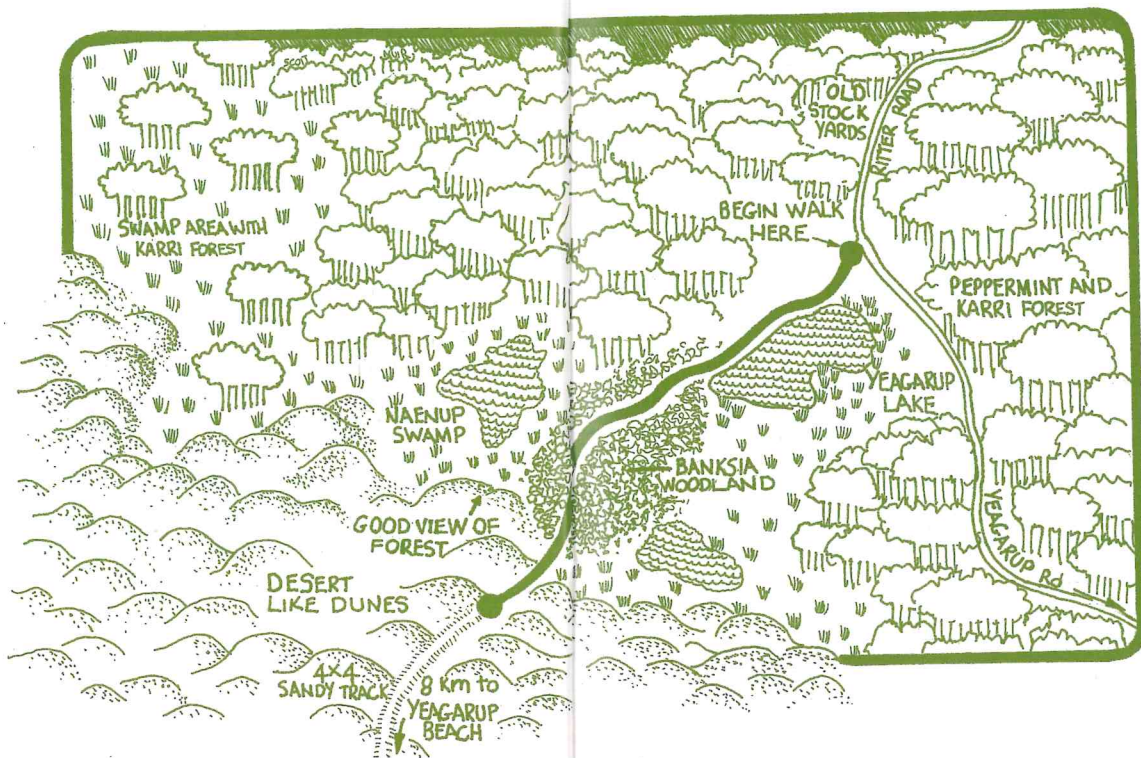 SCOTT
MUIR
OLD
STOCK
YARDS
RITTER ROAD
BEGIN WALK
HERE
SWAMP AREA WITH
KARRI FOREST
PEPPERMINT AND
KARRI FOREST
YEAGARUP
LAKE
NAENUP
SWAMP
BANKSIA
WOODLAND
GOOD VIEW OF
FOREST
YEAGARUP Rd
DESERT
LIKE DUNES
4x4
SANDY TRACK
8 Km to
YEAGARUP
BEACH